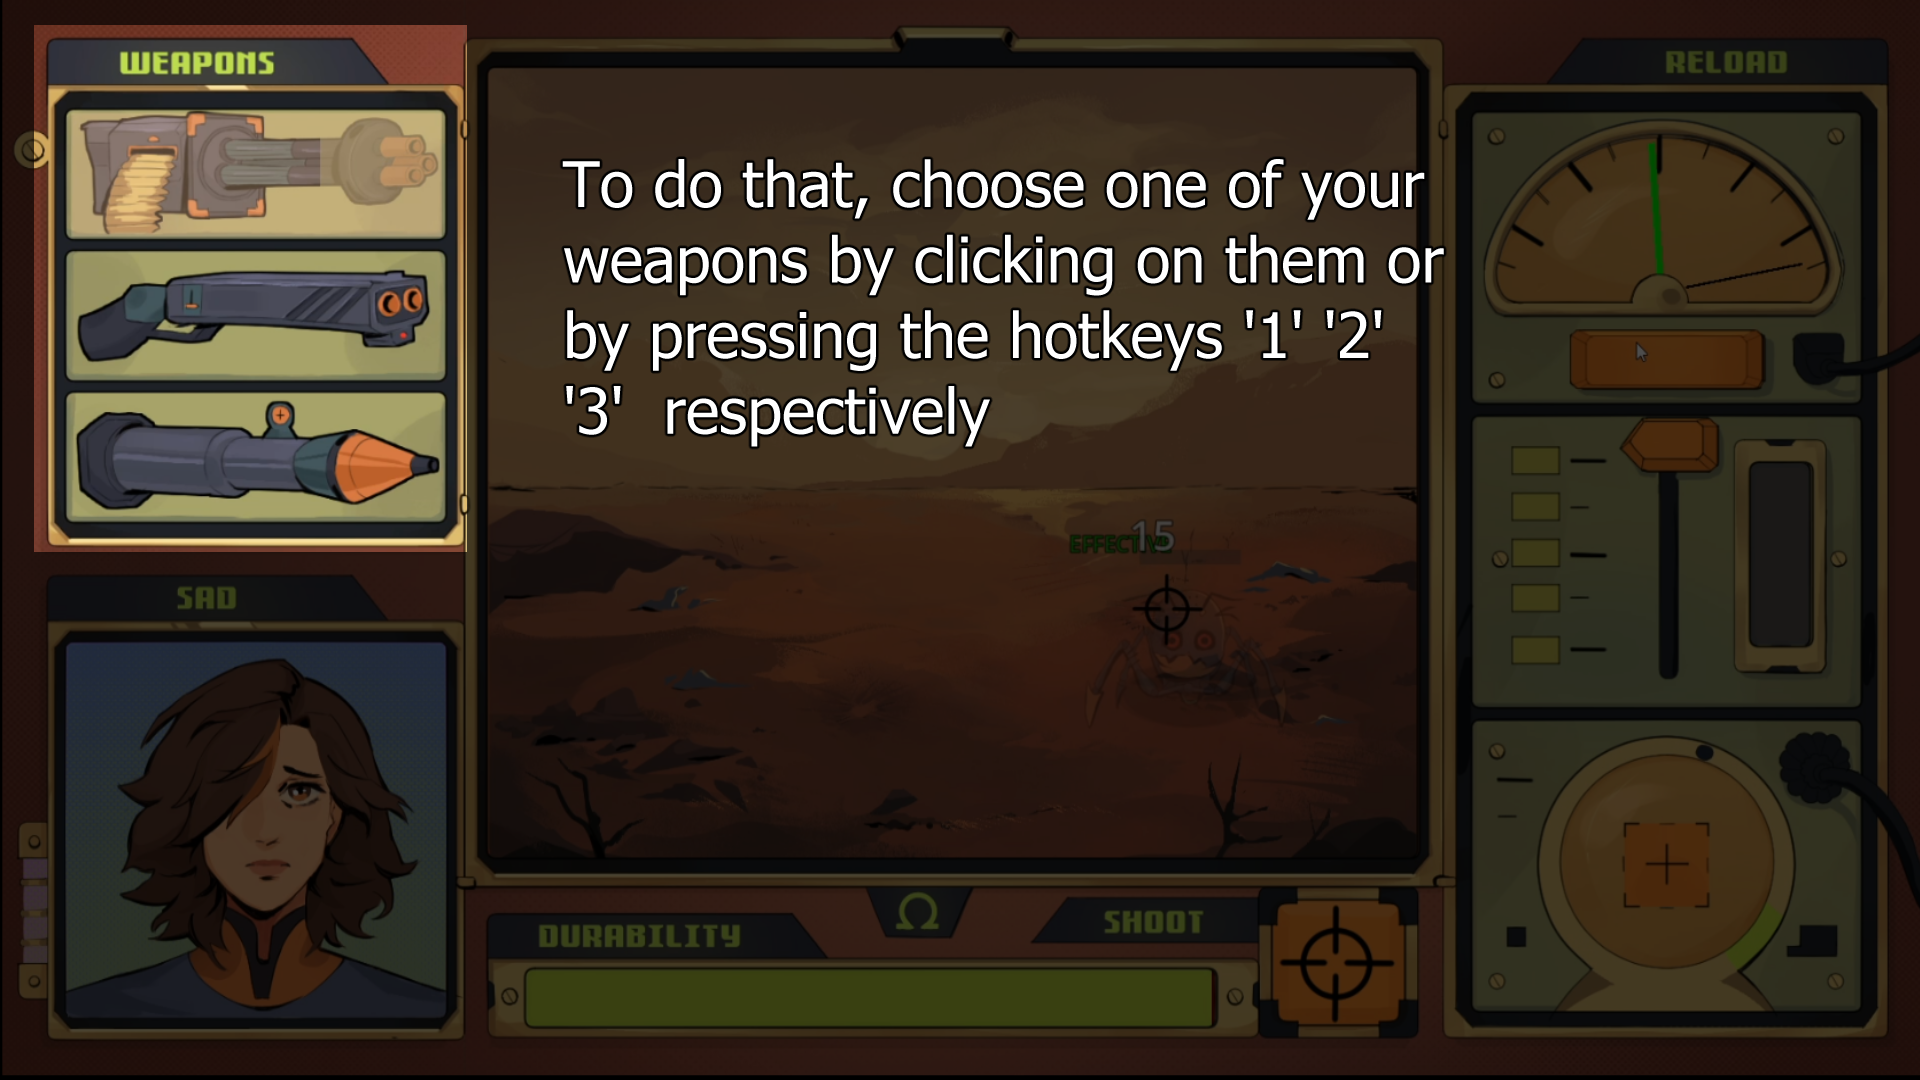 WEAPONS
RELOAD
To do that, choose one of your
weapons by clicking on them or
by pressing the hotkeys '1' '2'
'3' respectively
15
SAD
Ω
DURABILITY
SHOOT